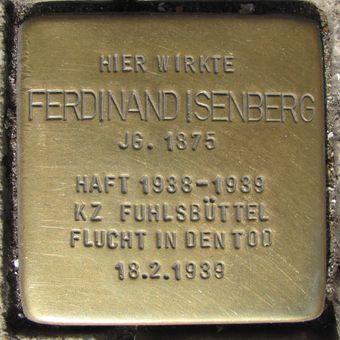 HIER WIRKTE
FERDINAND ISENBERG
JG. 1875
HAFT 1938-1939
KZ FUHLSBÜTTEL
FLUCHT IN DEN TOD
18.2.1939